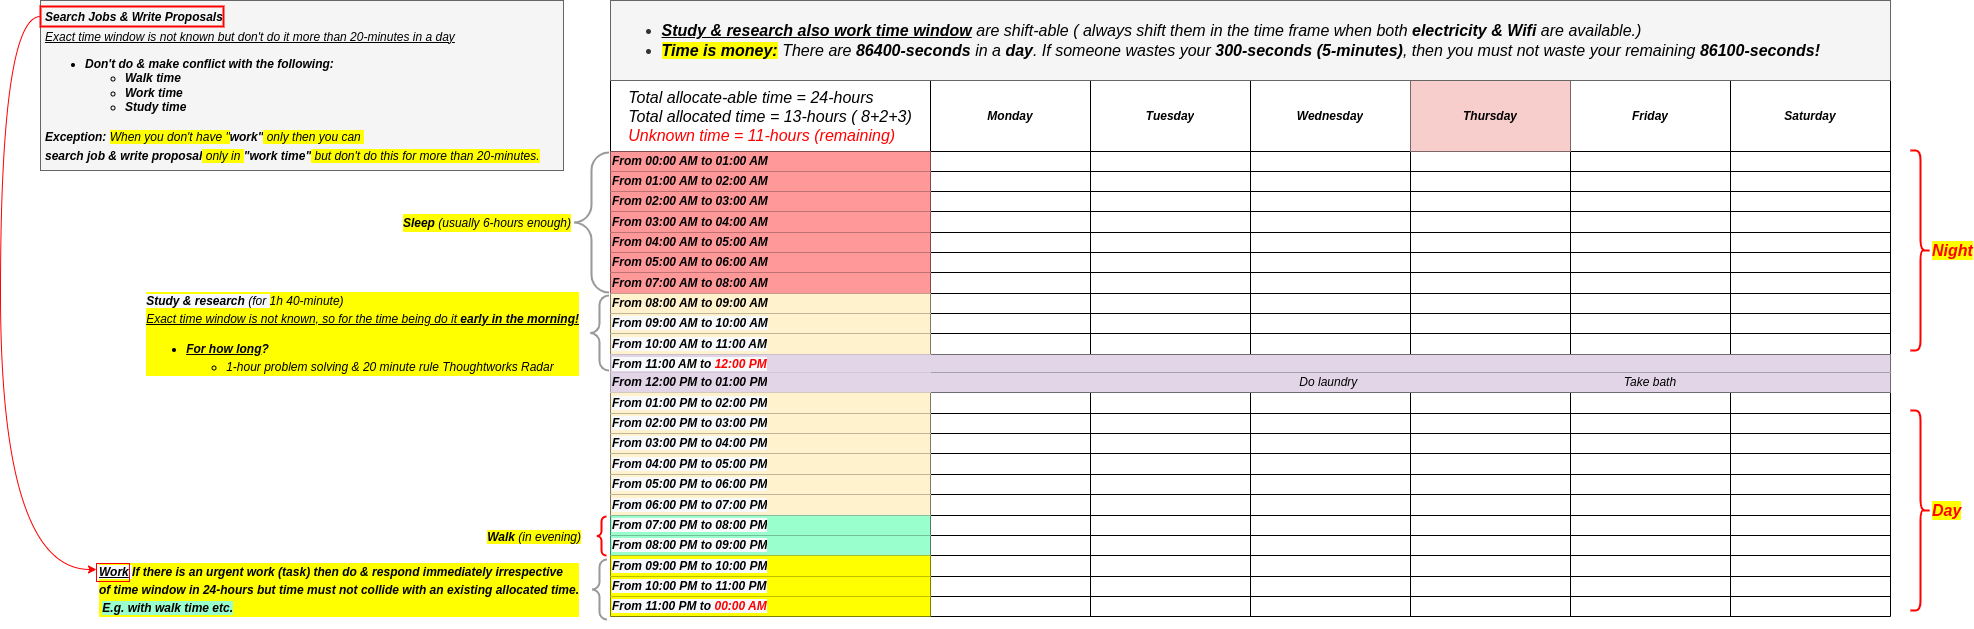 Search Jobs & Write Proposals
Exact time window is not known but don't do it more than 20-minutes in a day
Don't do & make conflict with the following:
Walk time
Work time
Study time
Exception: When you don't have "work" only then you can
search job & write proposal only in "work time" but don't do this for more than 20-minutes.
Study & research also work time window are shift-able ( always shift them in the time frame when both electricity & Wifi are available.)
Time is money: There are 86400-seconds in a day. If someone wastes your 300-seconds (5-minutes), then you must not waste your remaining 86100-seconds!
Total allocate-able time = 24-hours
Total allocated time = 13-hours ( 8+2+3)
Unknown time = 11-hours (remaining)
Monday
Tuesday
Wednesday
Thursday
Friday
Saturday
From 00:00 AM to 01:00 AM
From 01:00 AM to 02:00 AM
From 02:00 AM to 03:00 AM
From 03:00 AM to 04:00 AM
From 04:00 AM to 05:00 AM
From 05:00 AM to 06:00 AM
From 07:00 AM to 08:00 AM
From 08:00 AM to 09:00 AM
From 09:00 AM to 10:00 AM
From 10:00 AM to 11:00 AM
From 11:00 AM to 12:00 PM
From 12:00 PM to 01:00 PM
Do laundry
Take bath
From 01:00 PM to 02:00 PM
From 02:00 PM to 03:00 PM
From 03:00 PM to 04:00 PM
From 04:00 PM to 05:00 PM
From 05:00 PM to 06:00 PM
From 06:00 PM to 07:00 PM
From 07:00 PM to 08:00 PM
From 08:00 PM to 09:00 PM
From 09:00 PM to 10:00 PM
From 10:00 PM to 11:00 PM
From 11:00 PM to 00:00 AM
Sleep (usually 6-hours enough)
Study & research (for 1h 40-minute)
Exact time window is not known, so for the time being do it early in the morning!
For how long?
1-hour problem solving & 20 minute rule Thoughtworks Radar
Walk (in evening)
Work If there is an urgent work (task) then do & respond immediately irrespective
of time window in 24-hours but time must not collide with an existing allocated time.
E.g. with walk time etc.
Night
Day